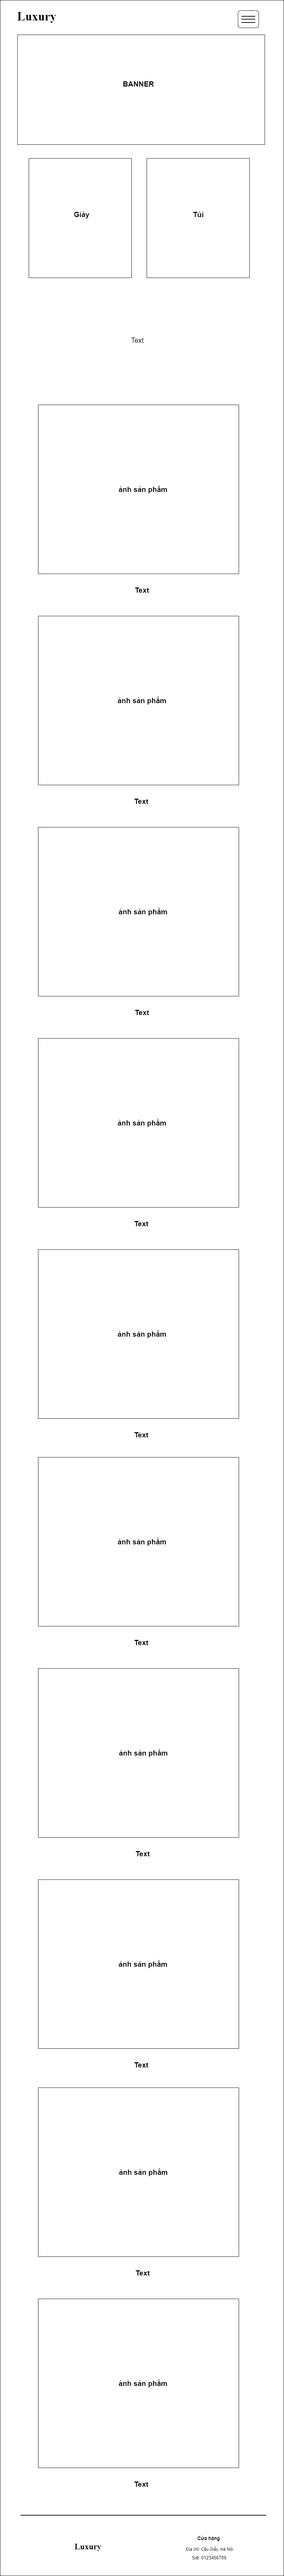 Luxury
BANNER
Giày
Túi
Text
ảnh sản phẩm
Text
ảnh sản phẩm
Text
ảnh sản phẩm
Text
ảnh sản phẩm
Text
ảnh sản phẩm
Text
ảnh sản phẩm
Text
ảnh sản phẩm
Text
ảnh sản phẩm
Text
ảnh sản phẩm
Text
ảnh sản phẩm
Text
Cửa hàng
Luxury
Địa chỉ: Cầu Giấy, Hà Nội
Sdt: 0123456789